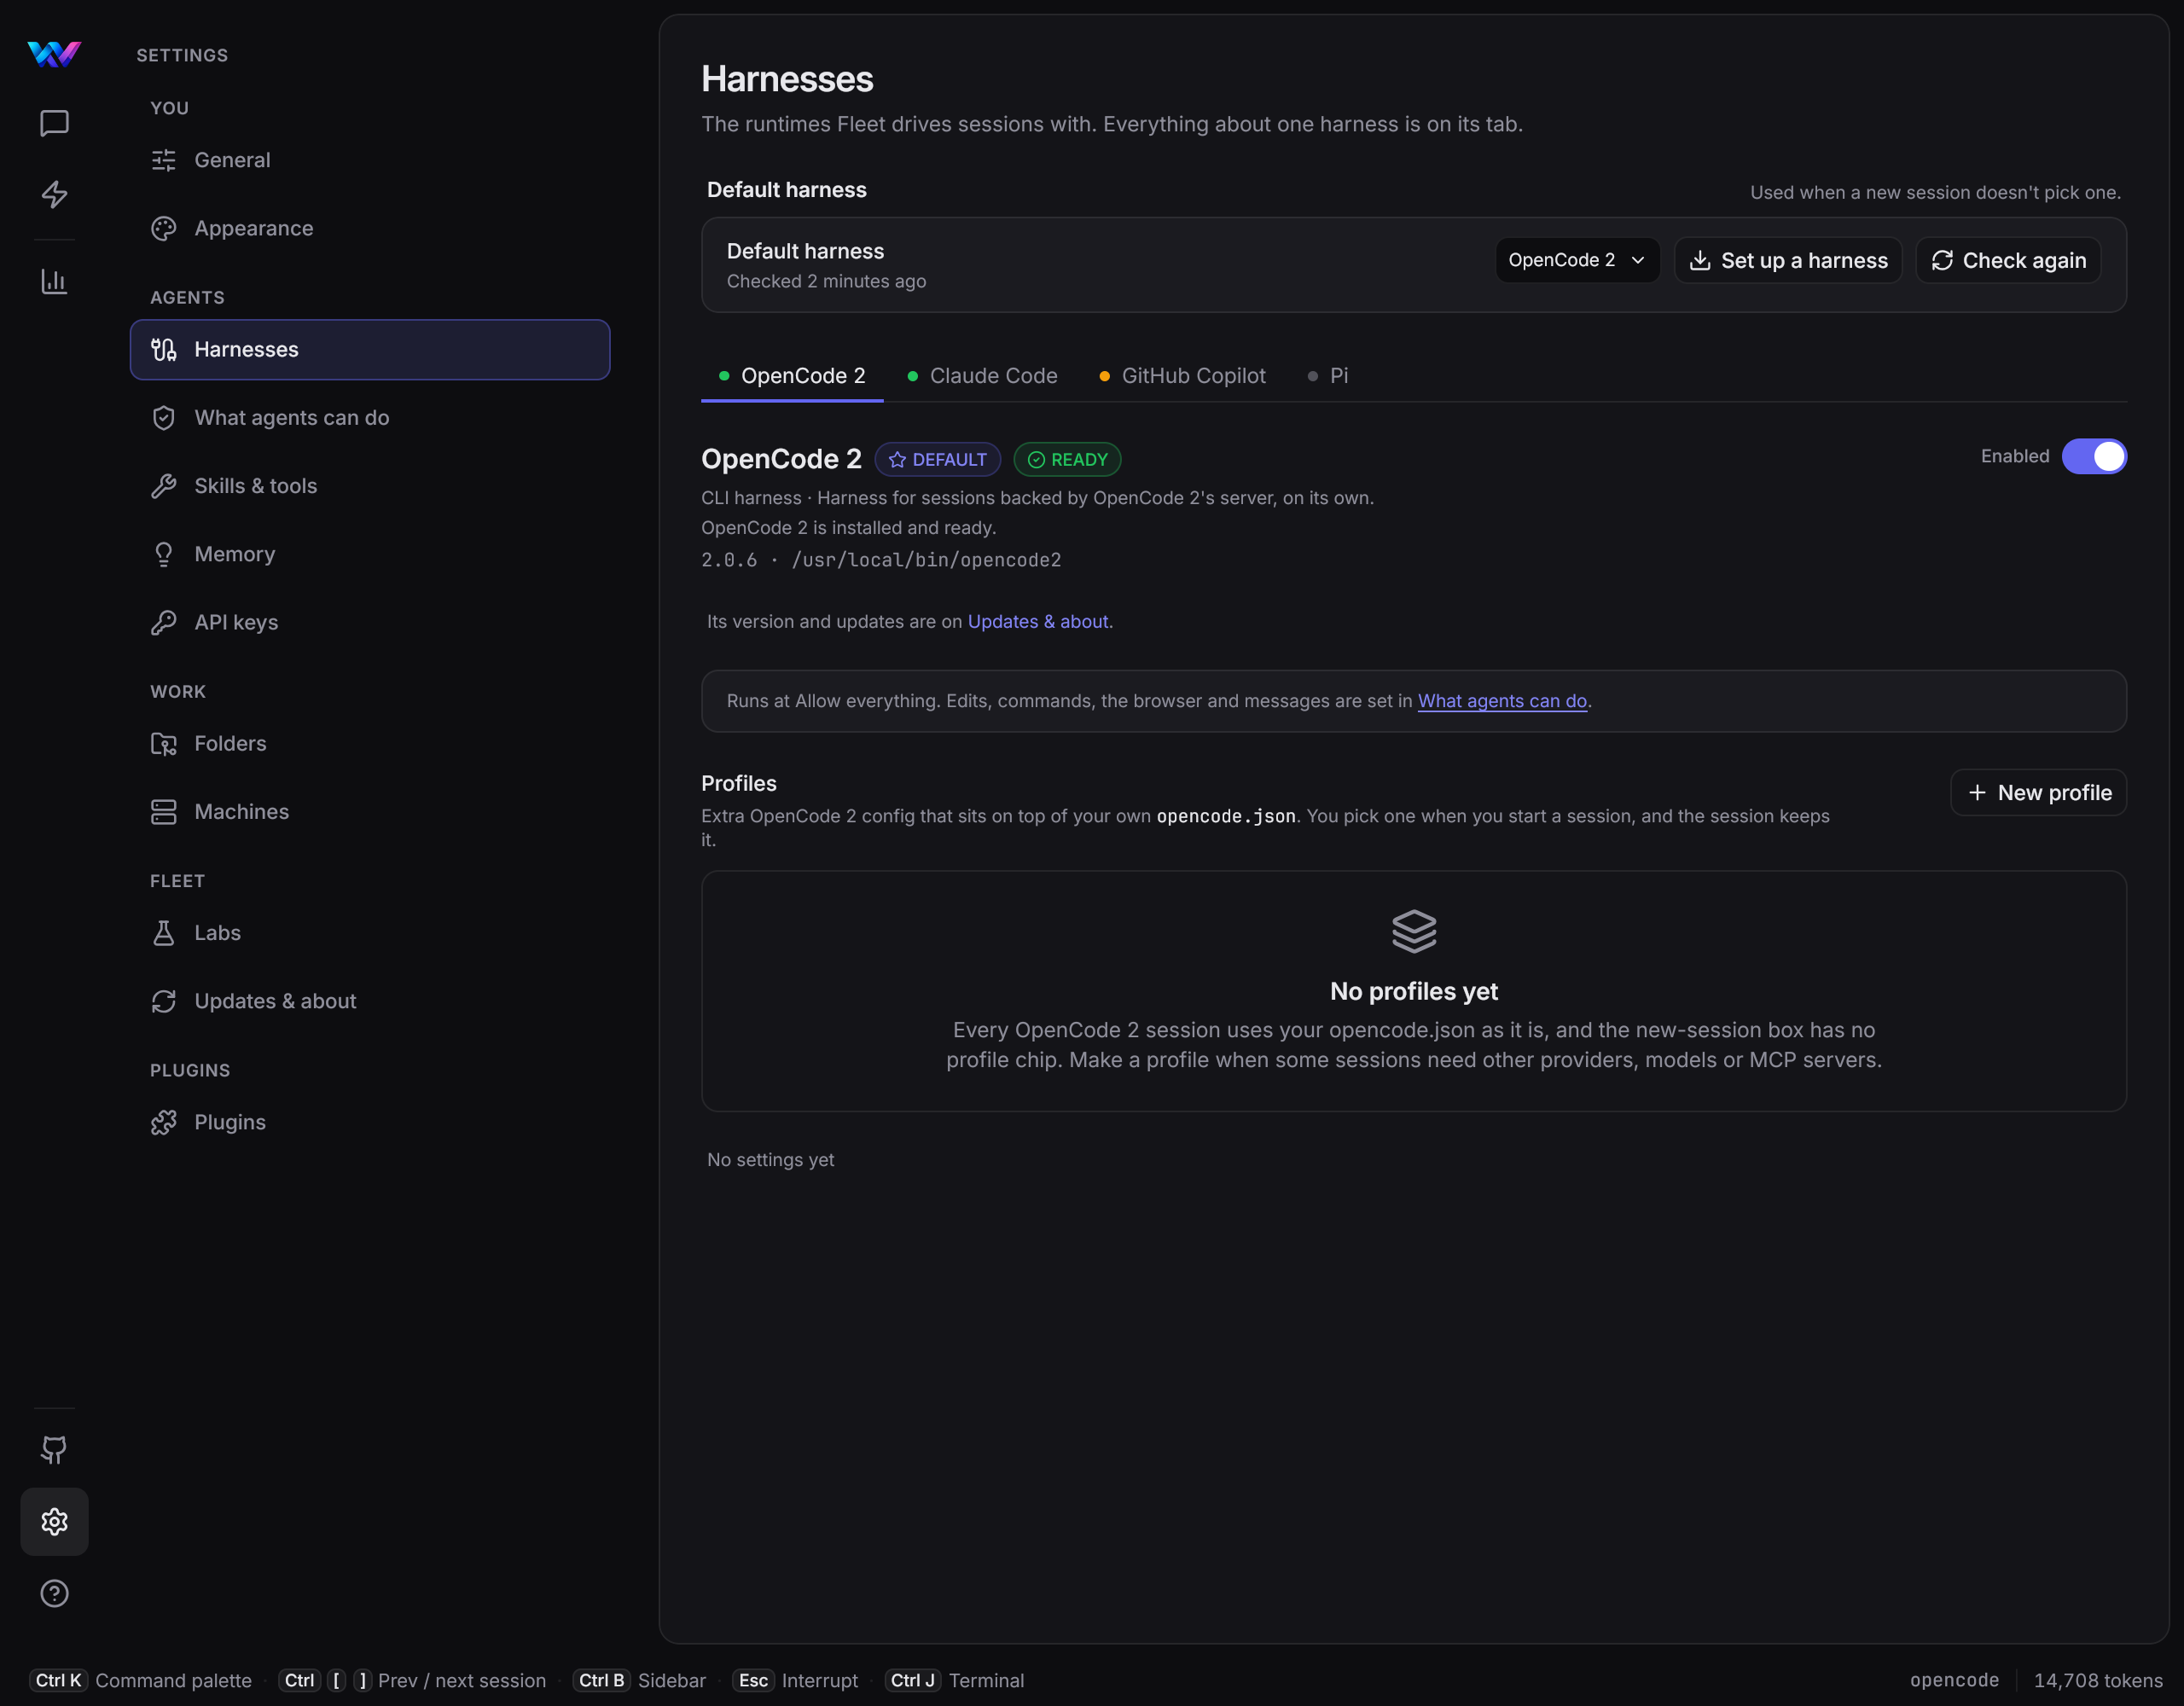 SETTINGS
YOU
General
Appearance
AGENTS
Harnesses
What agents can do
Skills & tools
Memory
API keys
WORK
Folders
Machines
FLEET
Labs
Updates & about
PLUGINS
Plugins
Harnesses
The runtimes Fleet drives sessions with. Everything about one harness is on its tab.
Default harness
Used when a new session doesn't pick one.
Default harness
Checked 2 minutes ago
OpenCode 2
Set up a harness
Check again
OpenCode 2
Claude Code
GitHub Copilot
Pi
OpenCode 2
DEFAULT
READY
Enabled
CLI harness · Harness for sessions backed by OpenCode 2's server, on its own.
OpenCode 2 is installed and ready.
2.0.6 · /usr/local/bin/opencode2
Its version and updates are on Updates & about.
Runs at Allow everything. Edits, commands, the browser and messages are set in What agents can do.
Profiles
New profile
Extra OpenCode 2 config that sits on top of your own opencode.json. You pick one when you start a session, and the session keeps
it.
No profiles yet
Every OpenCode 2 session uses your opencode.json as it is, and the new-session box has no
profile chip. Make a profile when some sessions need other providers, models or MCP servers.
No settings yet
Ctrl K Command palette · Ctrl [ ] Prev / next session · Ctrl B Sidebar · Esc Interrupt · Ctrl J Terminal
opencode
14,708 tokens